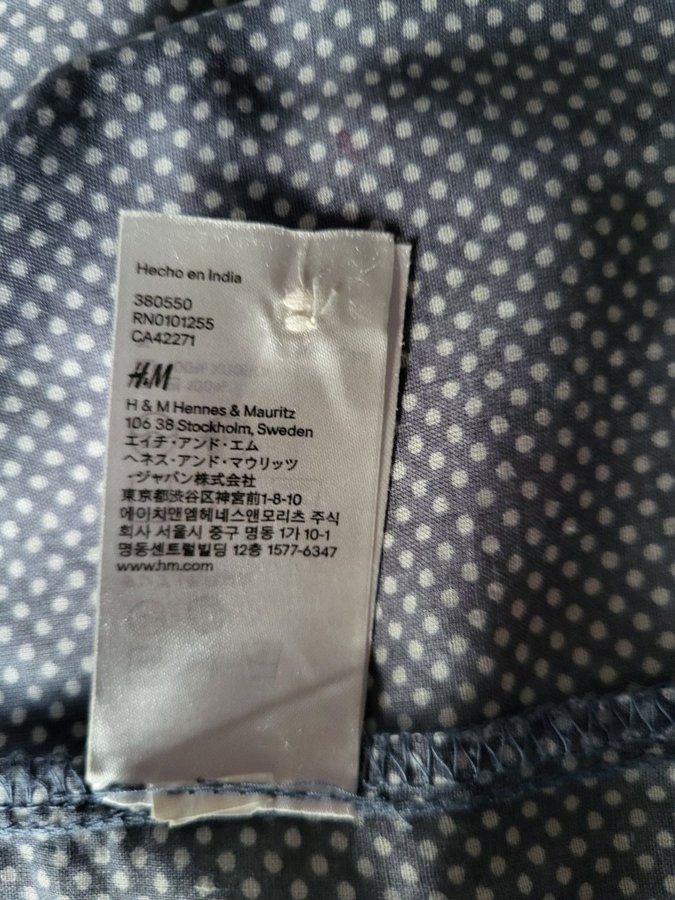 Hecho en India
380550
RN0101255
CA42271
H&M
H & M Hennes & Mauritz
106 38 Stockholm, Sweden
エイチ・アンド・エム
ヘネス・アンド・マウリッツ
・ジャパン株式会社
東京都渋谷区神宮前1-8-10
에이치앤엠헤네스앤모리츠 주식
회사 서울시 중구 명동 1가 10-1
명동센트럴빌딩 12층 1577-6347
www.hm.com